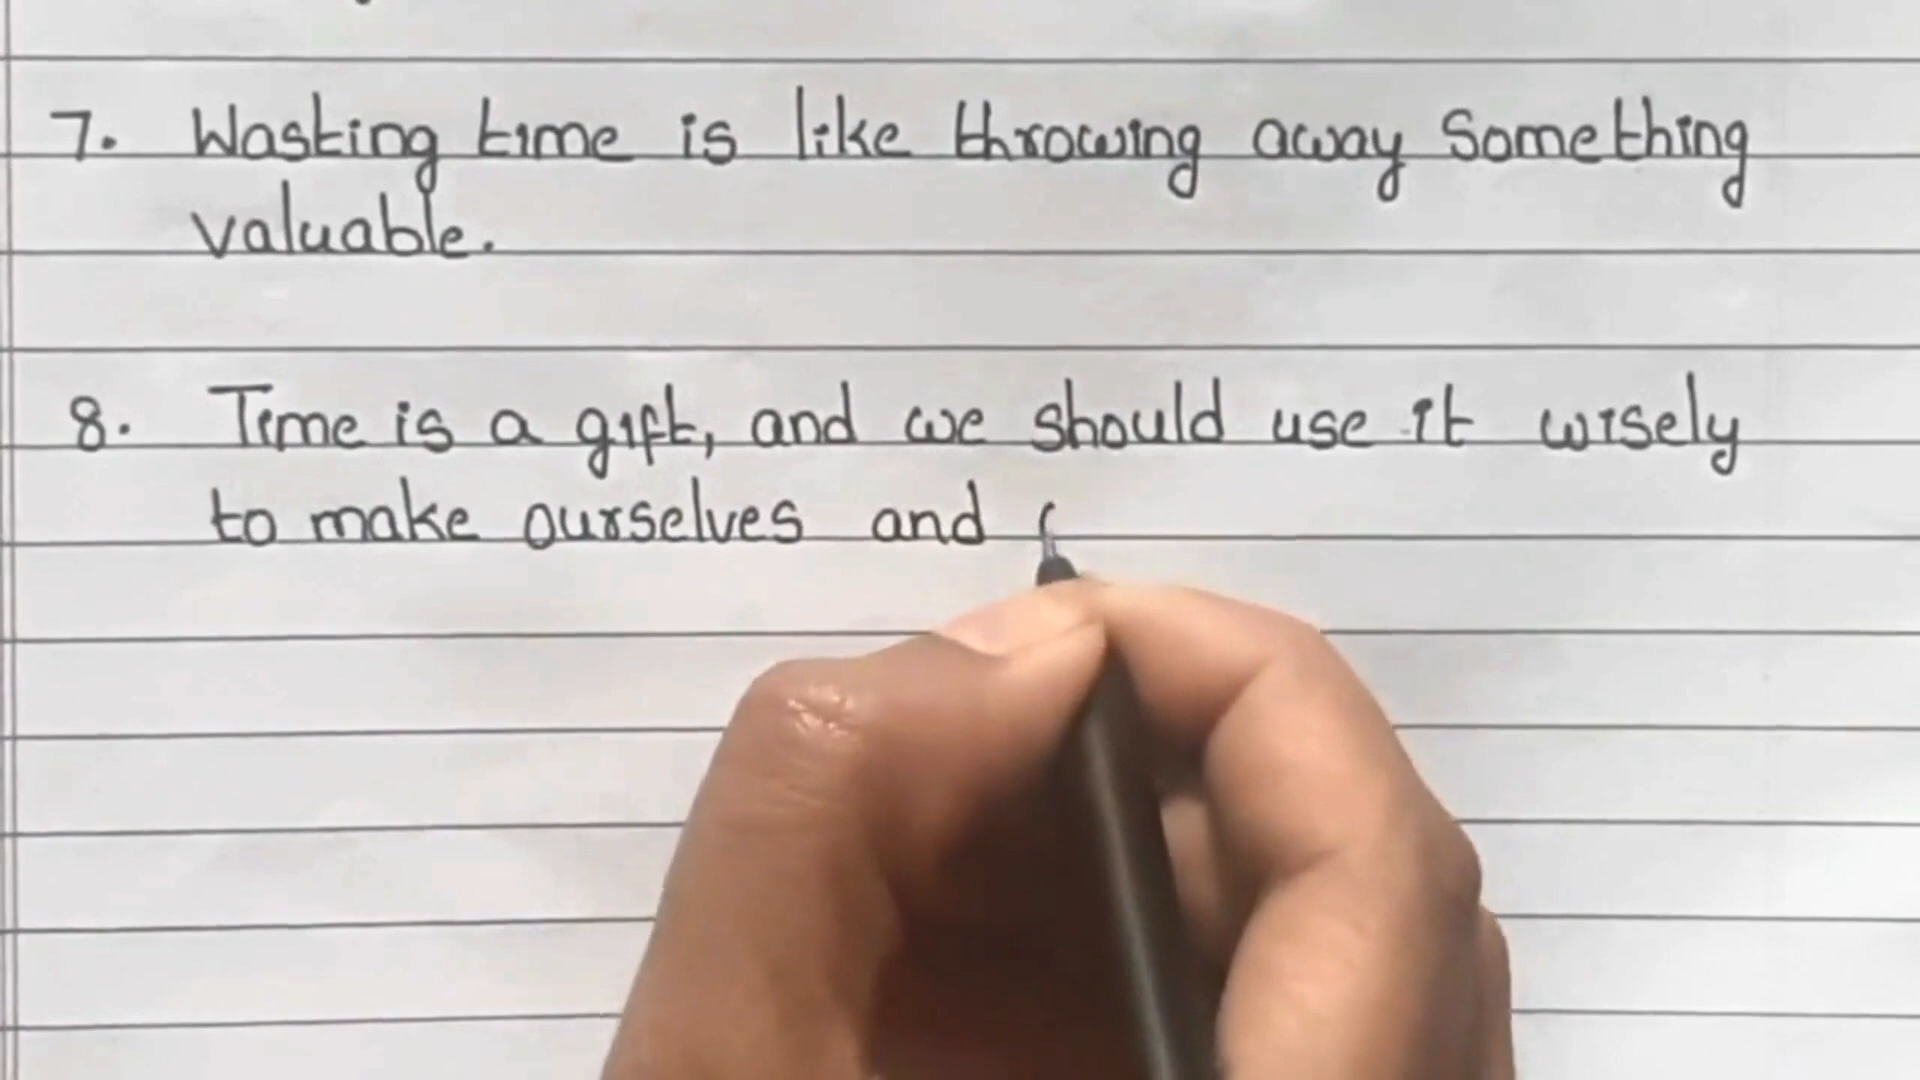 7. Wasting time is like throwing away Something
valuable.
8. Time is a gift, and we should use it wisely
to make ourselves and